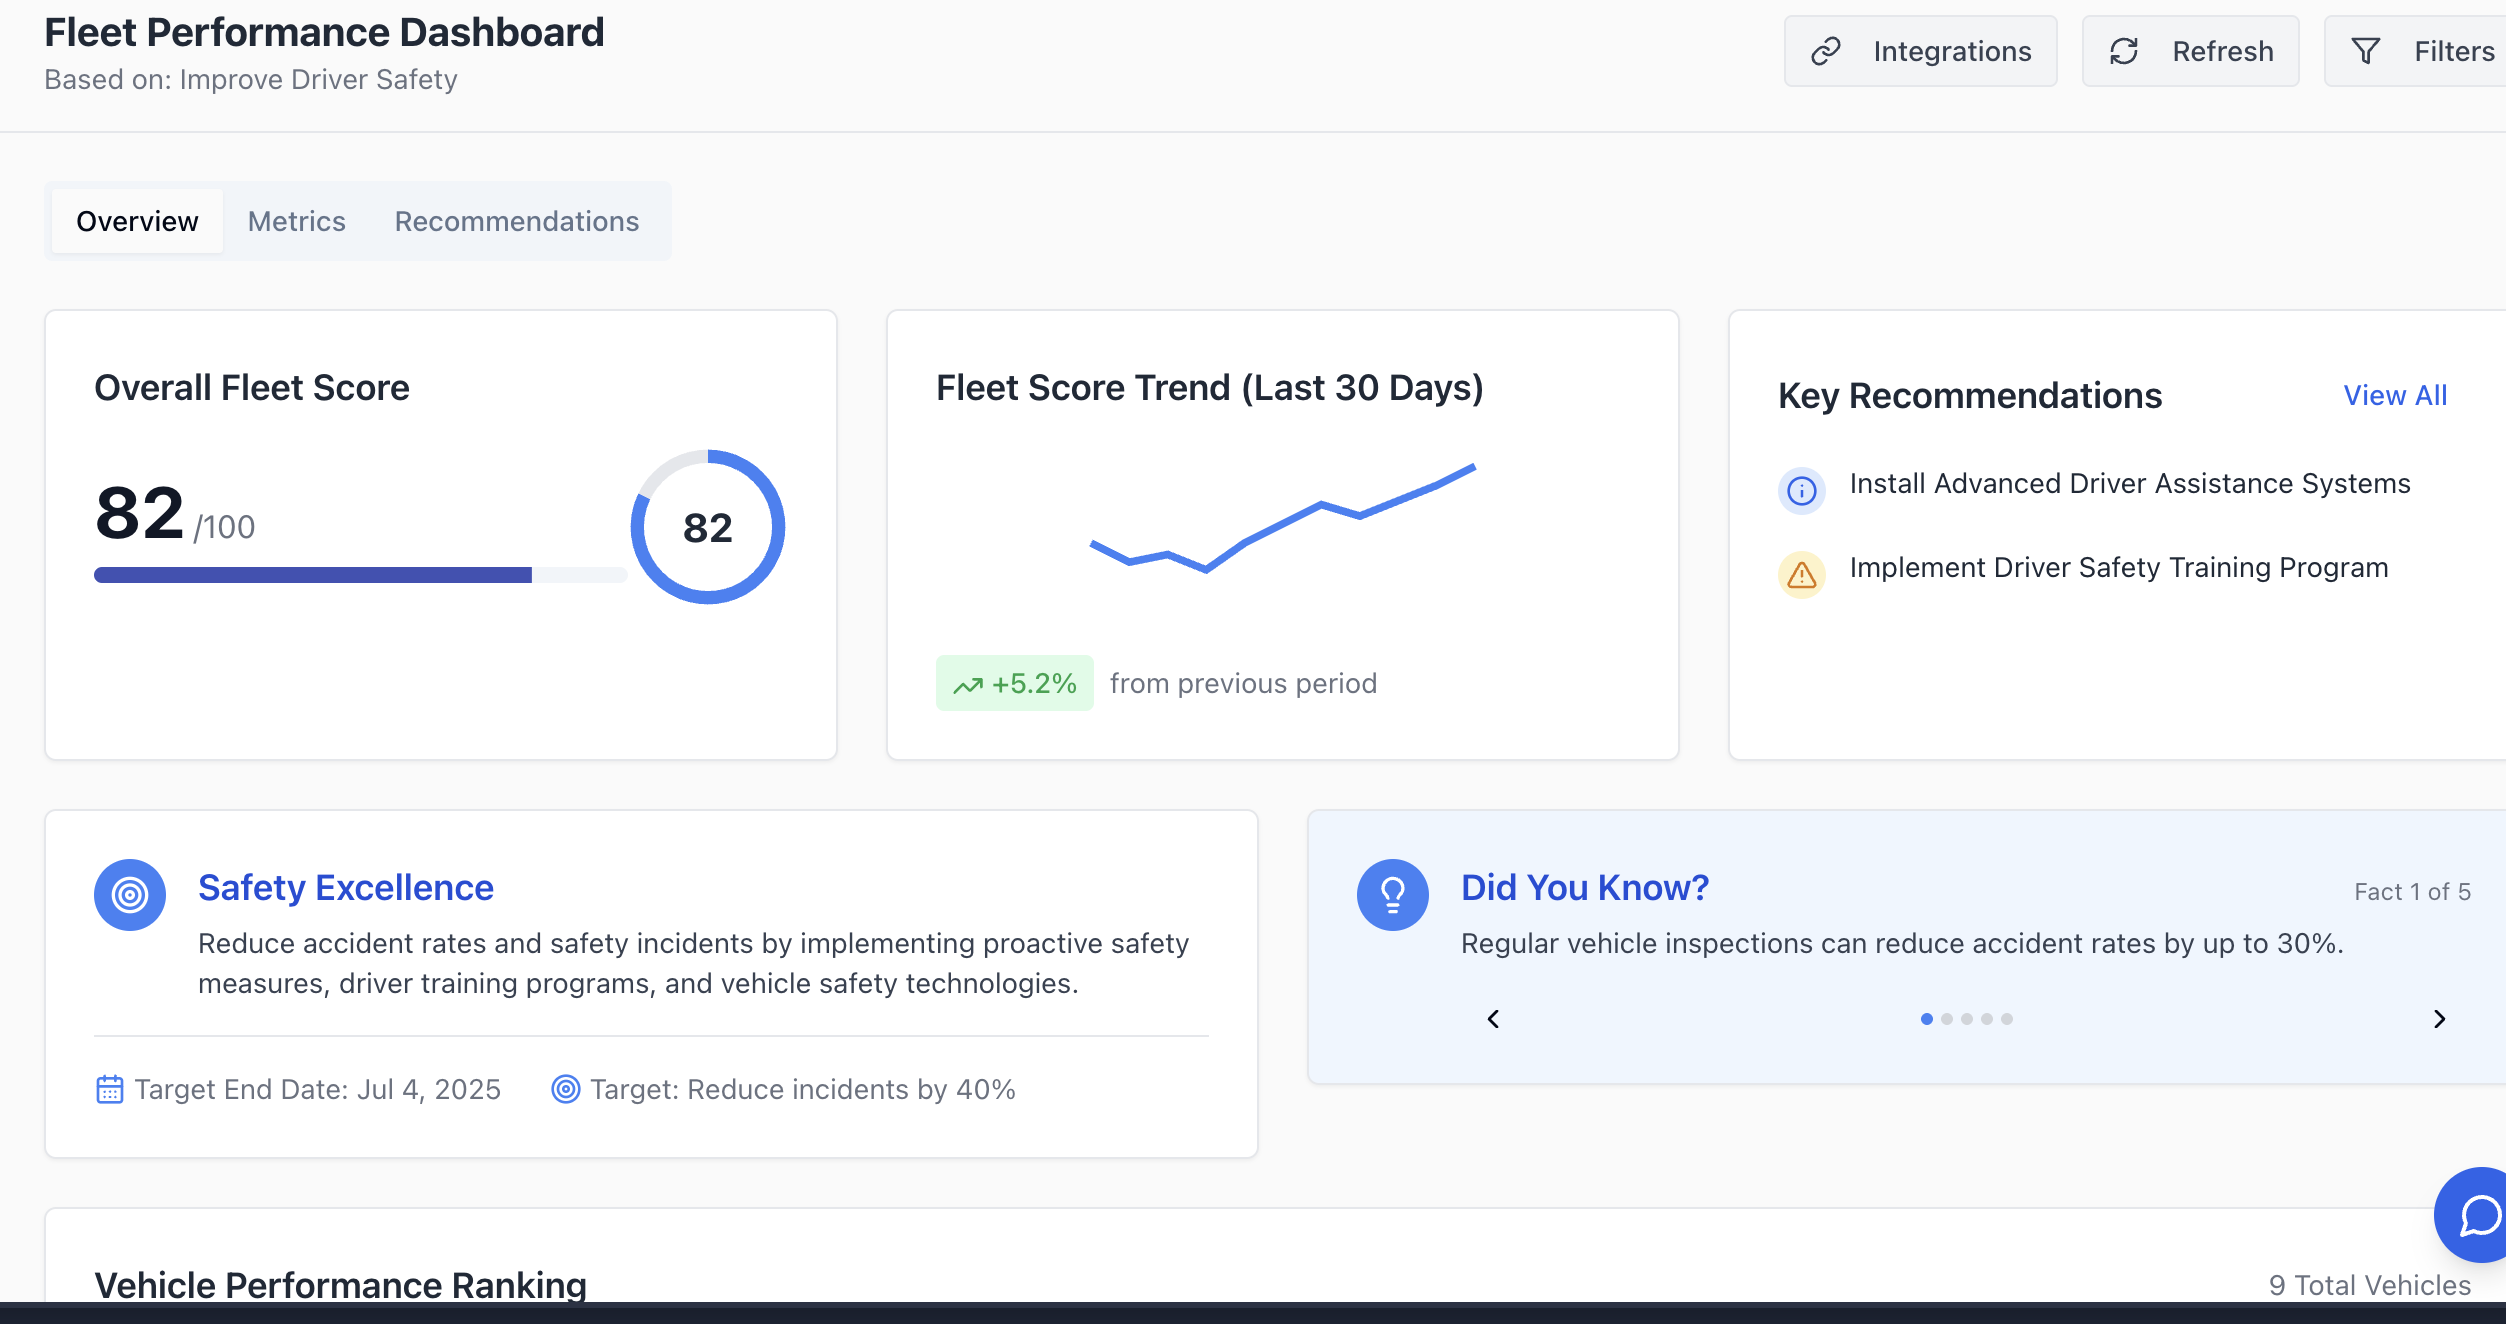 Fleet Performance Dashboard
Based on: Improve Driver Safety
Integrations
Refresh
Filters
Overview
Metrics
Recommendations
Overall Fleet Score
82 /100
82
Fleet Score Trend (Last 30 Days)
+5.2% from previous period
Key Recommendations
View All
Install Advanced Driver Assistance Systems
Implement Driver Safety Training Program
Safety Excellence
Reduce accident rates and safety incidents by implementing proactive safety
measures, driver training programs, and vehicle safety technologies.
Target End Date: Jul 4, 2025
Target: Reduce incidents by 40%
Did You Know?
Fact 1 of 5
Regular vehicle inspections can reduce accident rates by up to 30%.
Vehicle Performance Ranking
9 Total Vehicles